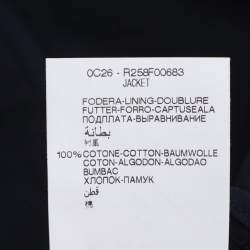 0C26 - R258F00683
JACKET
FODERA-LINING-DOUBLURE
FUTTER-FORRO-CAPTUSEALA
ПОДПЛАТА-ВЫРАВНИВАНИЕ
بطانة
100% COTONE-COTTON-BAUMWOLLE
COTON-ALGODON-ALGODAO
BUMBAC
ХЛОПОК-ПАМУК
قطن
棉